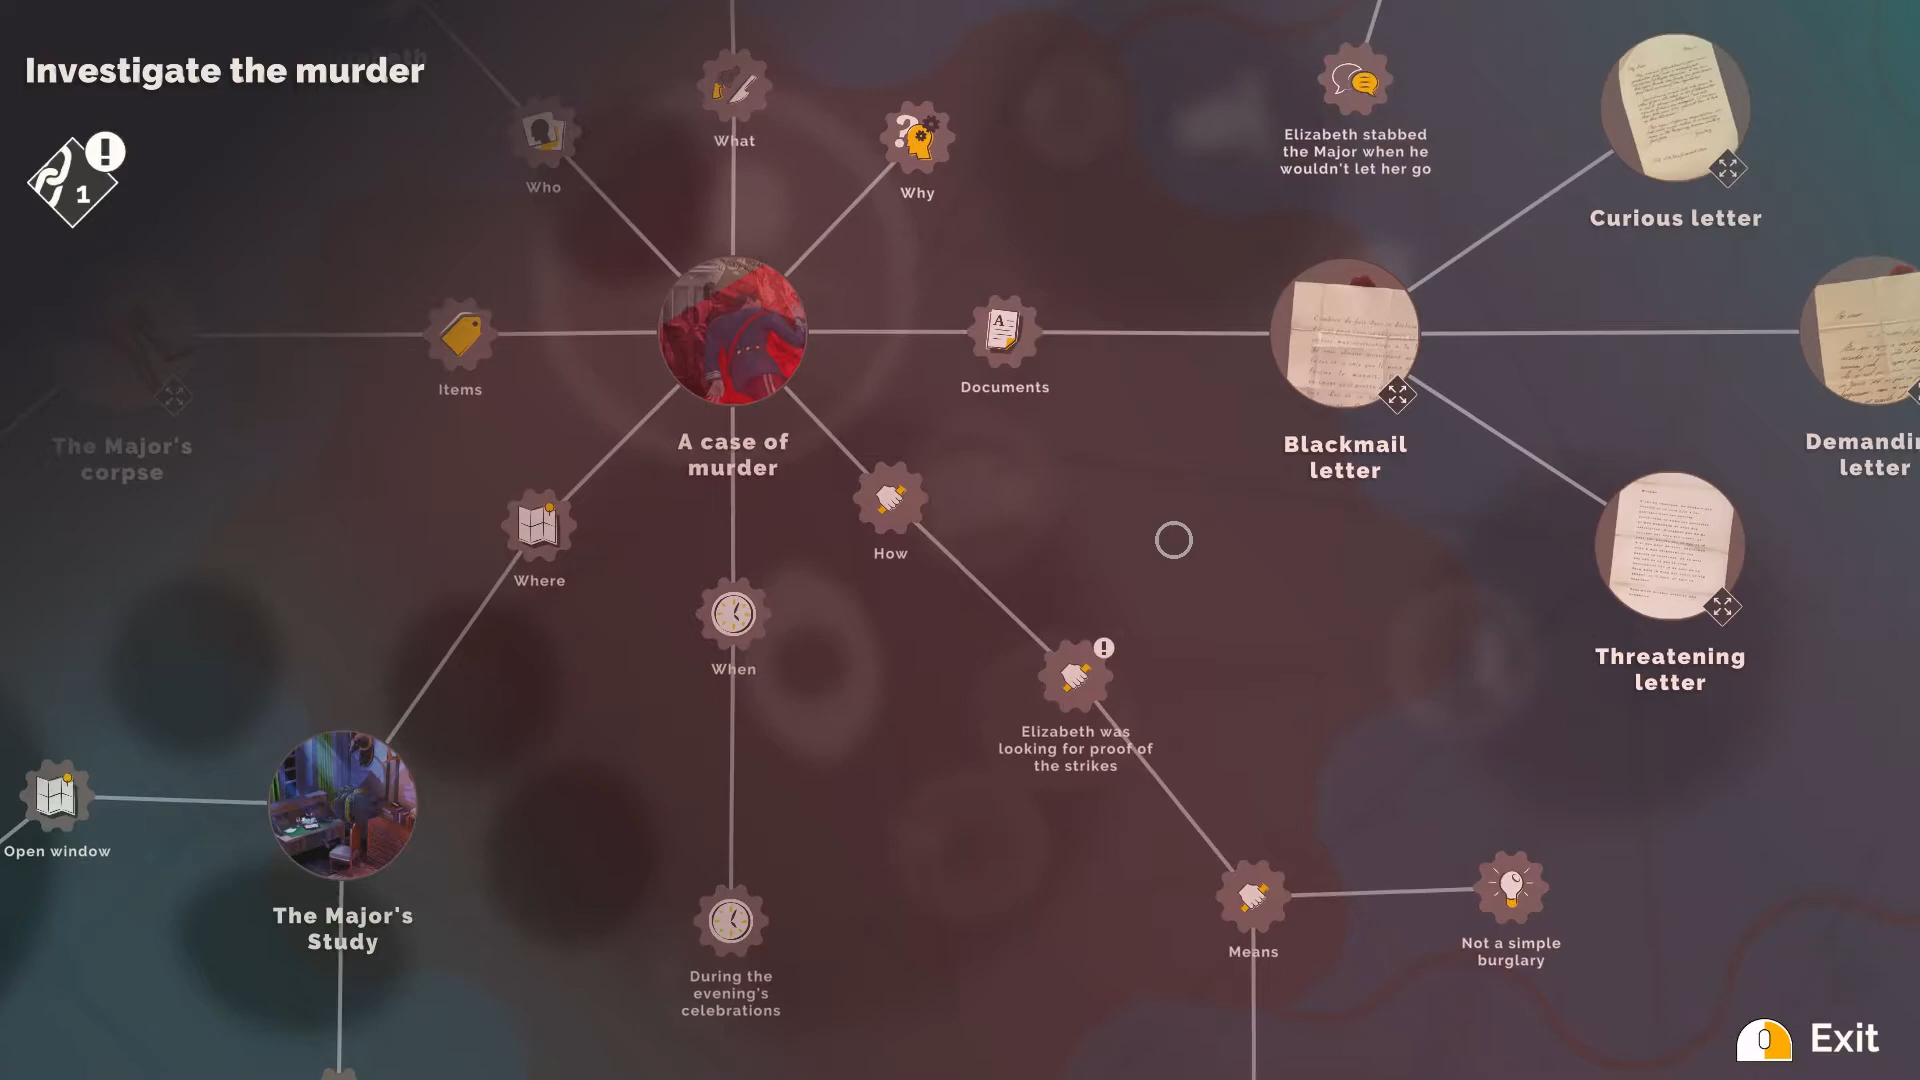 Investigate the murder
1
What
Who
Why
Elizabeth stabbed
the Major when he
wouldn't let her go
Curious letter
Items
A
Documents
The Major's
corpse
A case of
murder
Blackmail
letter
Demandin
letter
Where
How
When
Threatening
letter
Elizabeth was
looking for proof of
the strikes
Open window
The Major's
Study
During the
evening's
celebrations
Means
Not a simple
burglary
Exit